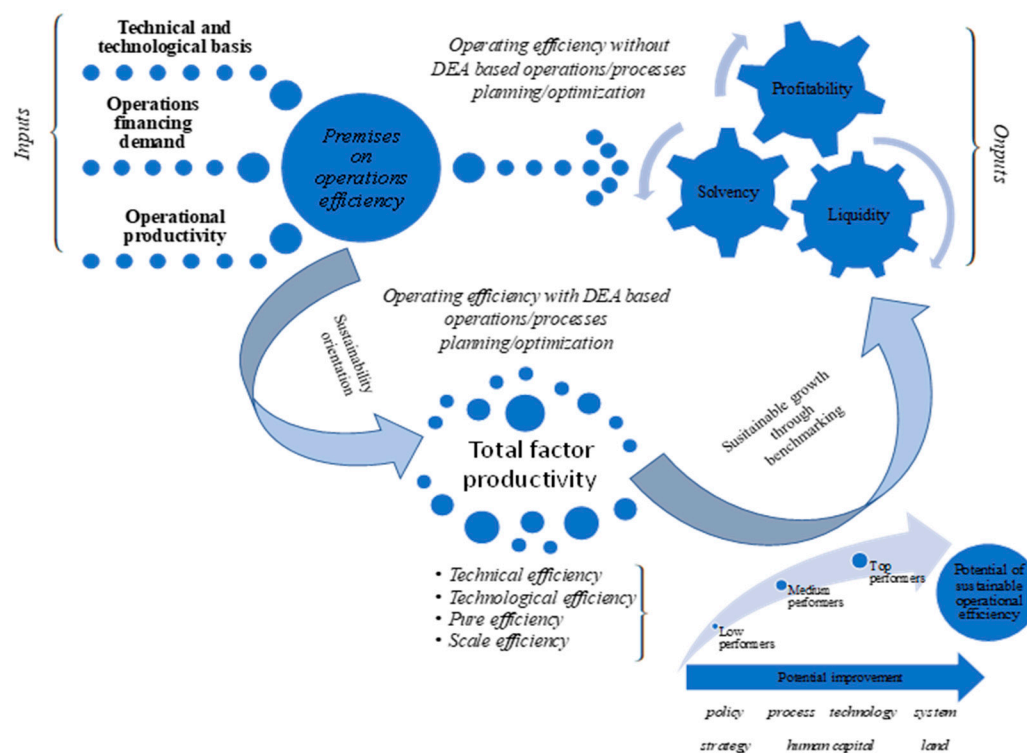 Technical and
technological basis
Operations
financing
demand
Operational
productivity
Inputs
Premises
on
operations
efficiency
Operating efficiency without
DEA based operations/processes
planning/optimization
Profitability
Solvency
Liquidity
Onputs
Sustainability
orientation
Operating efficiency with DEA based
operations/processes
planning/optimization
Total factor
productivity
Susitainable growth
through
benchmarking
• Technical efficiency
• Technological efficiency
• Pure efficiency
• Scale efficiency
Low
performers
Medium
performers
Top
performers
Potential of
sustainable
operational
efficiency
Potential improvement
policy process technology system
strategy human capital land